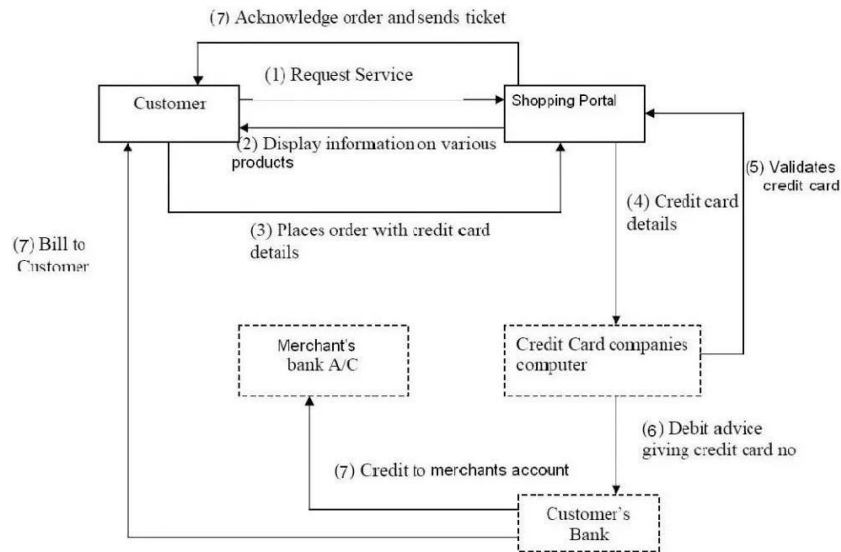 (7) Acknowledge order and sends ticket
(1) Request Service
Customer
Shopping Portal
(2) Display information on various
products
(5) Validates
credit card
(4) Credit card
details
(3) Places order with credit card
details
(7) Bill to
Customer
Merchant's
bank A/C
Credit Card companies
computer
(6) Debit advice
giving credit card no
(7) Credit to merchants account
Customer's
Bank